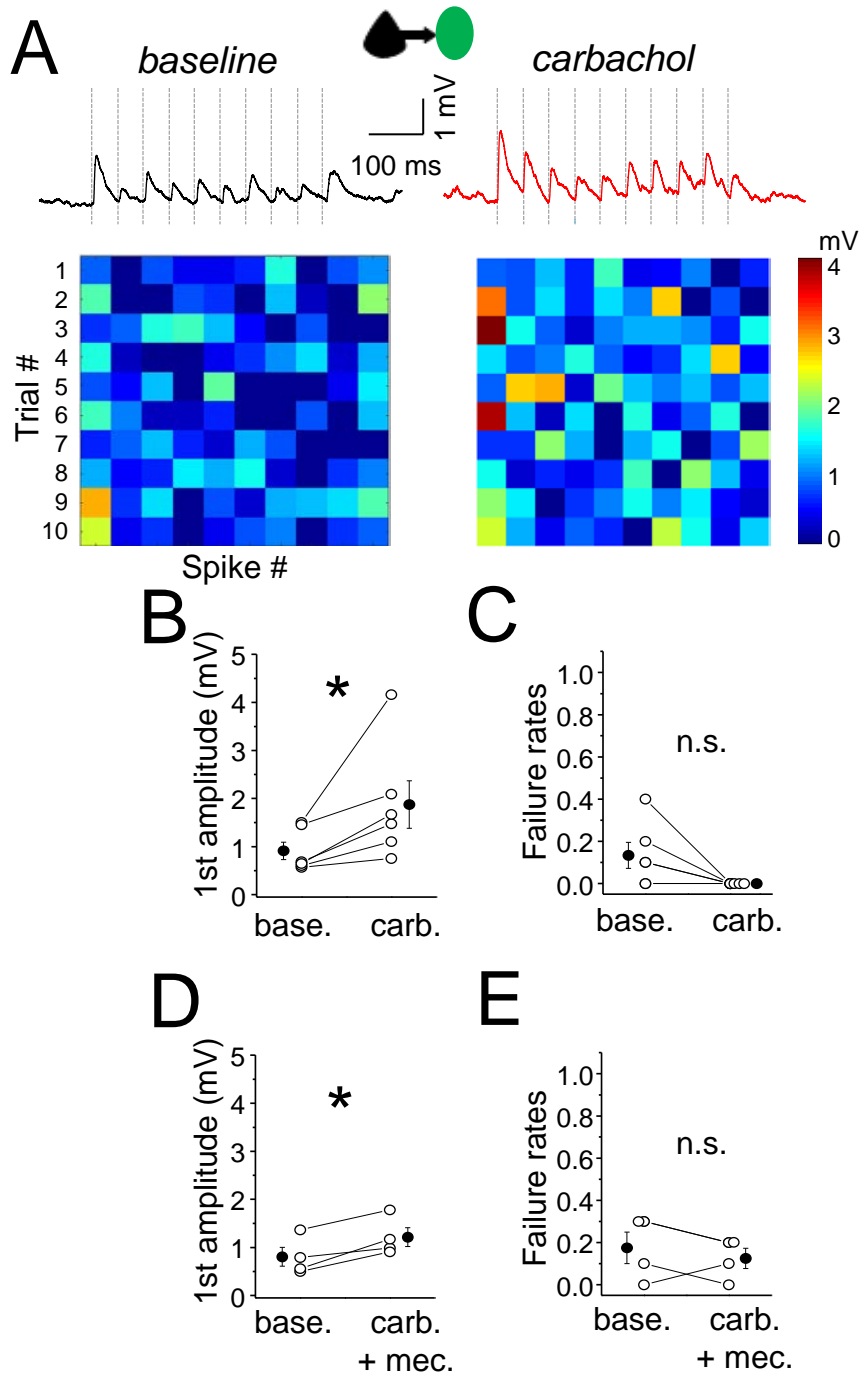 A
baseline
carbachol
1 mV
100 ms
mV
Trial #
1
2
3
4
5
6
7
8
9
10
4
3
2
1
0
Spike #
B
1st amplitude (mV)
5
4
3
2
1
0
*
base.
carb.
C
Failure rates
1.0
0.8
0.6
0.4
0.2
0.0
n.s.
base.
carb.
D
1st amplitude (mV)
5
4
3
2
1
0
*
base.
carb.
+ mec.
E
Failure rates
1.0
0.8
0.6
0.4
0.2
0.0
n.s.
base.
carb.
+ mec.